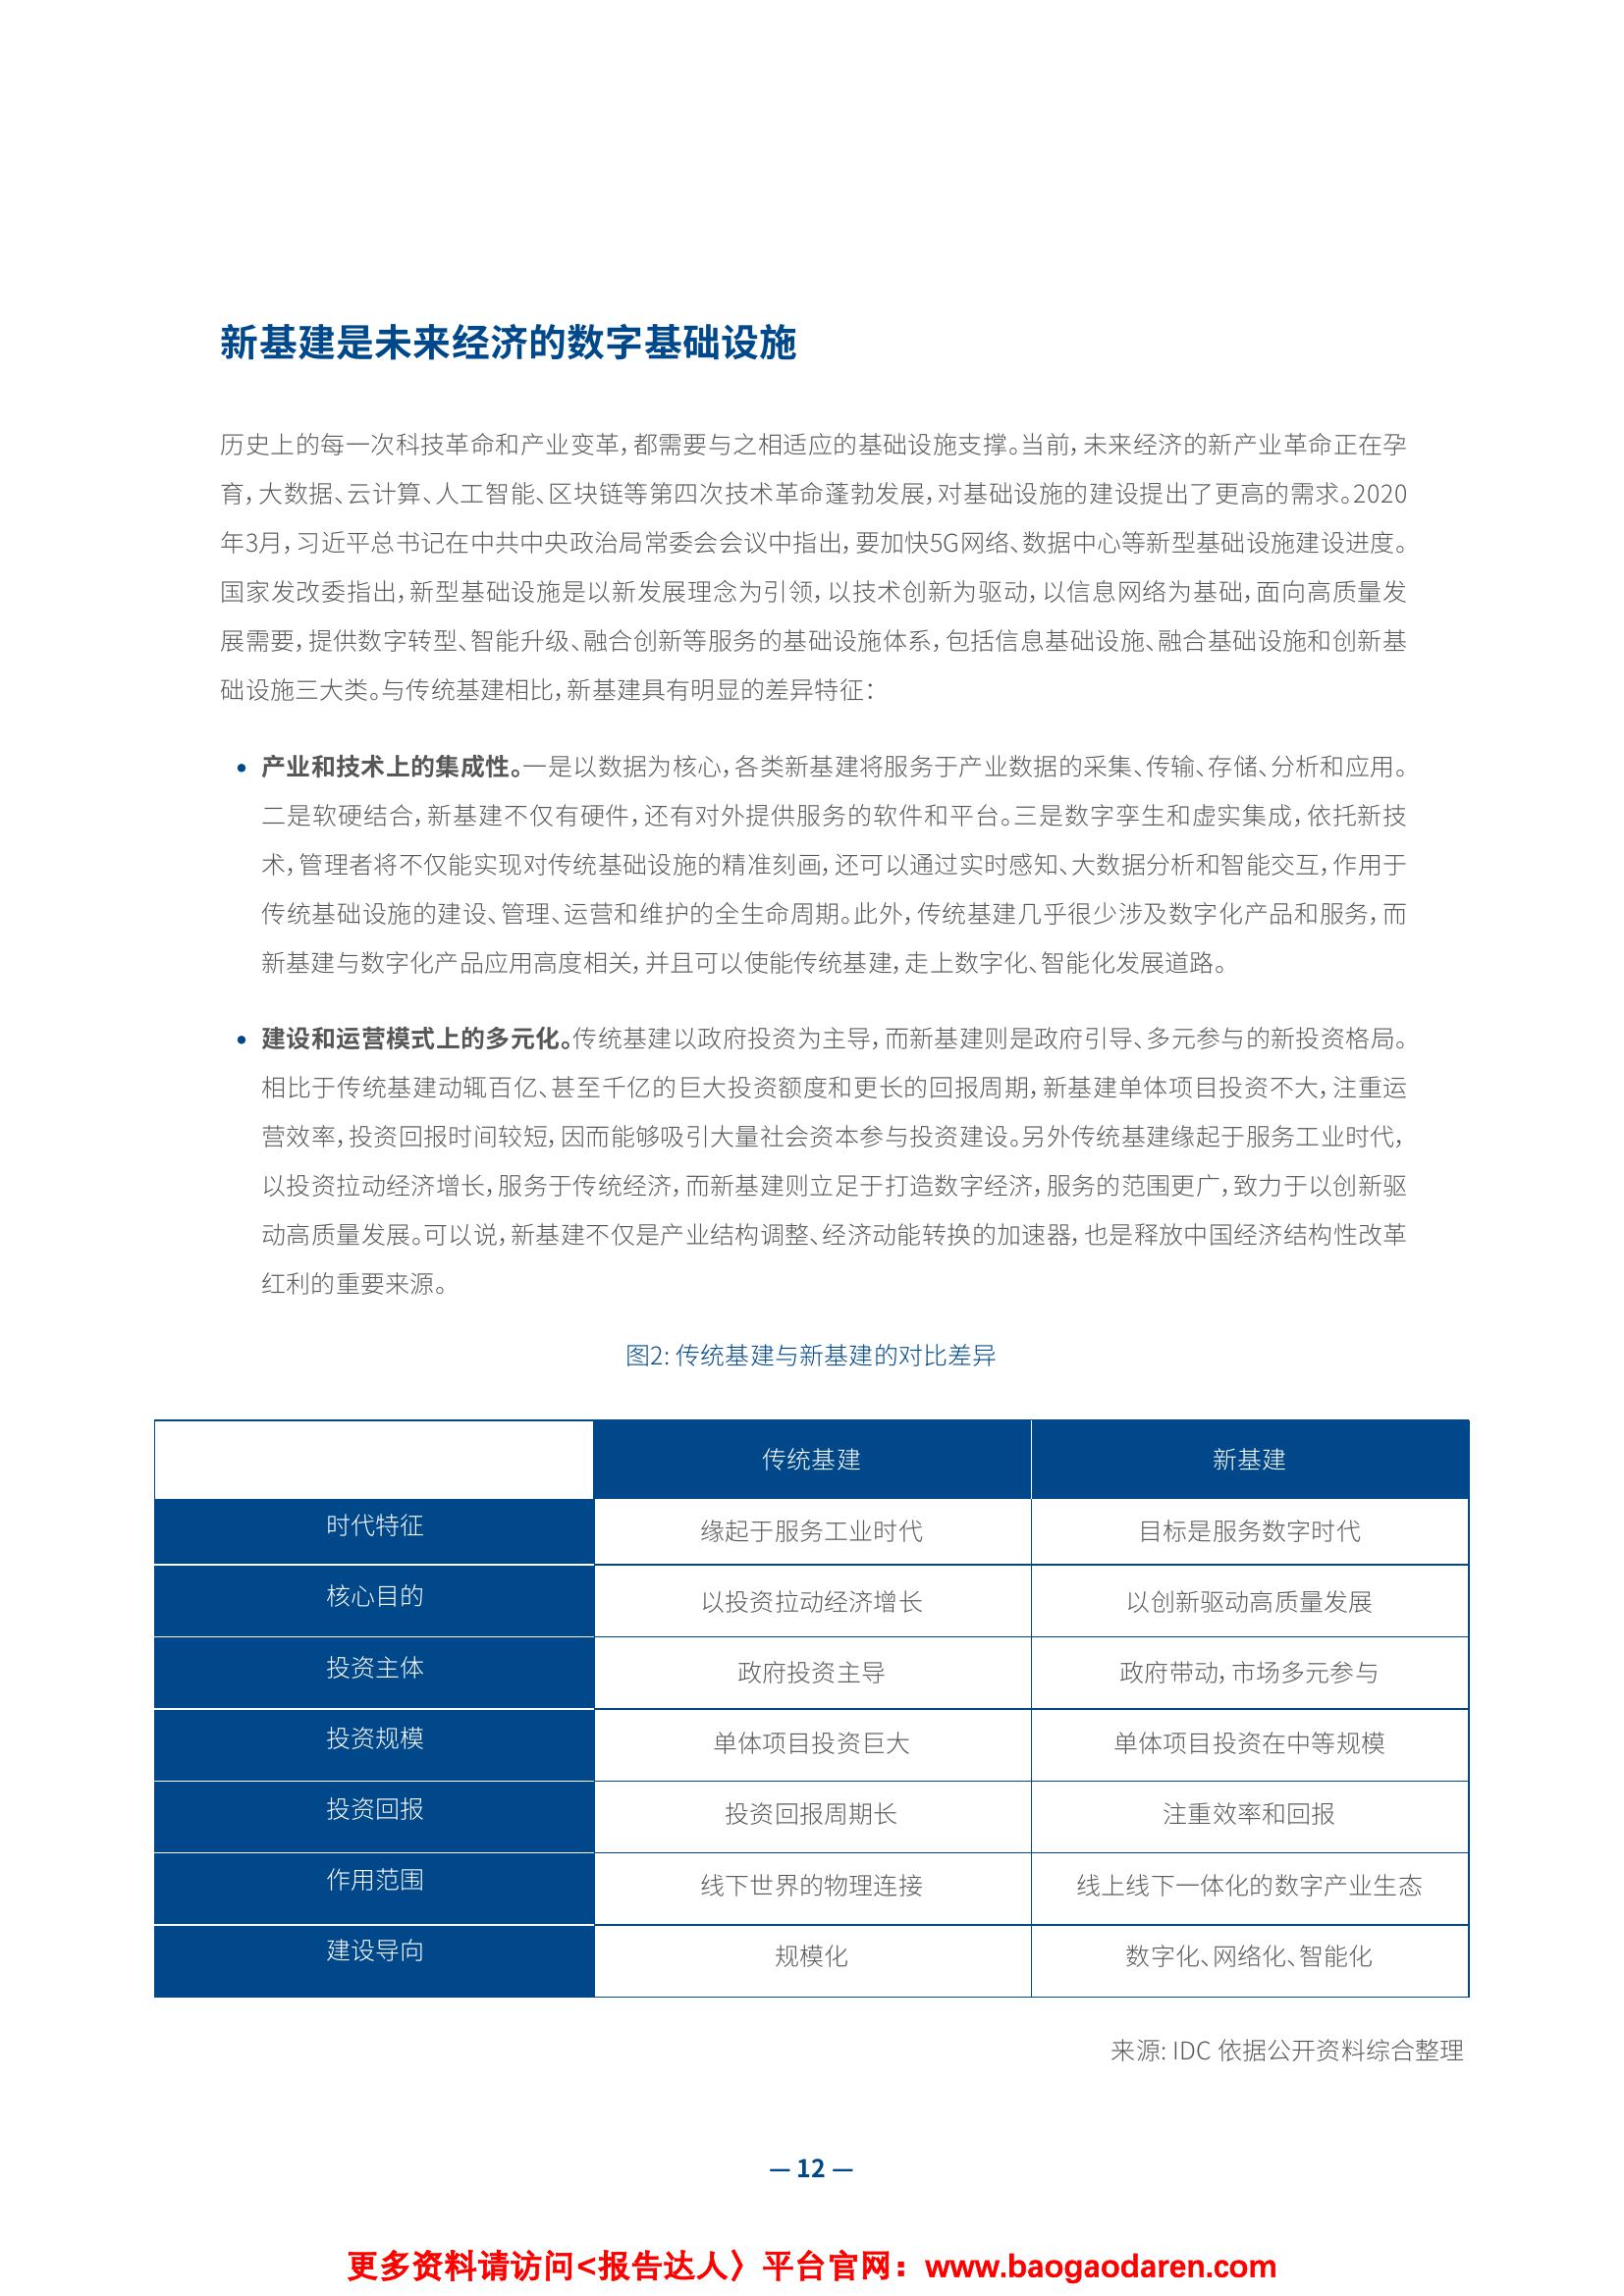 新基建是未来经济的数字基础设施
历史上的每一次科技革命和产业变革，都需要与之相适应的基础设施支撑。当前，未来经济的新产业革命正在孕
育，大数据、云计算、人工智能、区块链等第四次技术革命蓬勃发展，对基础设施的建设提出了更高的需求。2020
年3月，习近平总书记在中共中央政治局常委会会议中指出，要加快5G网络、数据中心等新型基础设施建设进度。
国家发改委指出，新型基础设施是以新发展理念为引领，以技术创新为驱动，以信息网络为基础，面向高质量发
展需要，提供数字转型、智能升级、融合创新等服务的基础设施体系，包括信息基础设施、融合基础设施和创新基
础设施三大类。与传统基建相比，新基建具有明显的差异特征：
• 产业和技术上的集成性。一是以数据为核心，各类新基建将服务于产业数据的采集、传输、存储、分析和应用。
二是软硬结合，新基建不仅有硬件，还有对外提供服务的软件和平台。三是数字孪生和虚实集成，依托新技
术，管理者将不仅能实现对传统基础设施的精准刻画，还可以通过实时感知、大数据分析和智能交互，作用于
传统基础设施的建设、管理、运营和维护的全生命周期。此外，传统基建几乎很少涉及数字化产品和服务，而
新基建与数字化产品应用高度相关，并且可以使能传统基建，走上数字化、智能化发展道路。
• 建设和运营模式上的多元化。传统基建以政府投资为主导，而新基建则是政府引导、多元参与的新投资格局。
相比于传统基建动辄百亿、甚至千亿的巨大投资额度和更长的回报周期，新基建单体项目投资不大，注重运
营效率，投资回报时间较短，因而能够吸引大量社会资本参与投资建设。另外传统基建缘起于服务工业时代，
以投资拉动经济增长，服务于传统经济，而新基建则立足于打造数字经济，服务的范围更广，致力于以创新驱
动高质量发展。可以说，新基建不仅是产业结构调整、经济动能转换的加速器，也是释放中国经济结构性改革
红利的重要来源。
图2: 传统基建与新基建的对比差异
传统基建 新基建
时代特征 缘起于服务工业时代 目标是服务数字时代
核心目的 以投资拉动经济增长 以创新驱动高质量发展
投资主体 政府投资主导 政府带动，市场多元参与
投资规模 单体项目投资巨大 单体项目投资在中等规模
投资回报 投资回报周期长 注重效率和回报
作用范围 线下世界的物理连接 线上线下一体化的数字产业生态
建设导向 规模化 数字化、网络化、智能化
来源: IDC 依据公开资料综合整理
— 12 —
更多资料请访问<报告达人〉平台官网：www.baogaodaren.com